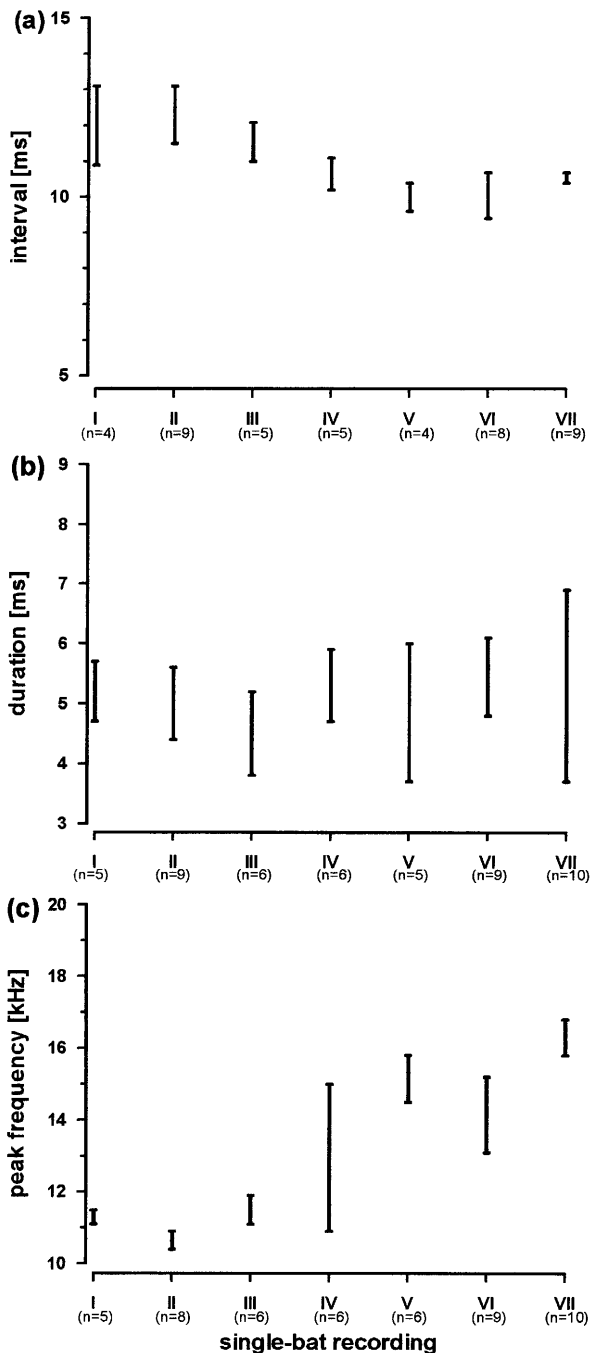 (a)
15
10
5
interval [ms]
I II III IV V VI VII
(n=4) (n=9) (n=5) (n=5) (n=4) (n=8) (n=9)
(b)
9
8
7
6
5
4
3
duration [ms]
I II III IV V VI VII
(n=5) (n=9) (n=6) (n=6) (n=5) (n=9) (n=10)
(c)
20
18
16
14
12
10
peak frequency [kHz]
I II III IV V VI VII
(n=5) (n=8) (n=6) (n=6) (n=6) (n=9) (n=10)
single-bat recording